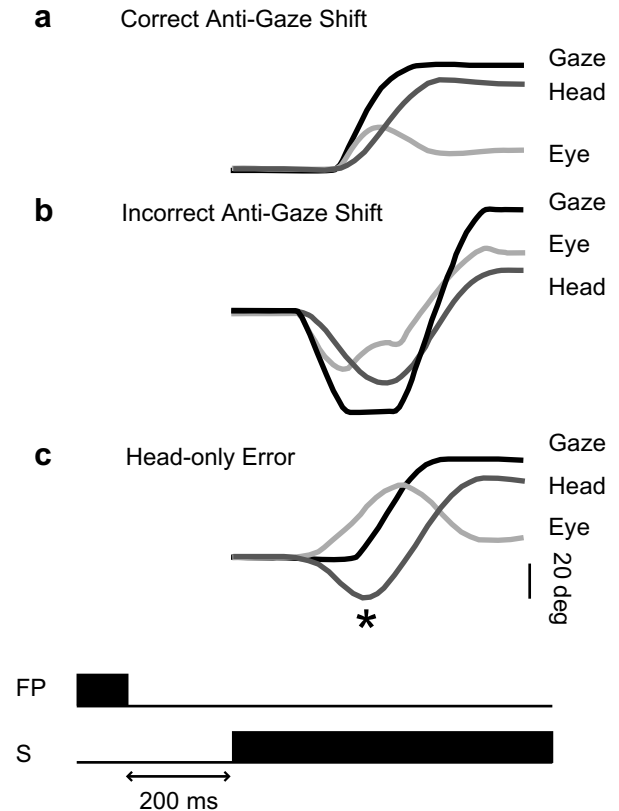 a Correct Anti-Gaze Shift
Gaze
Head
Eye
b Incorrect Anti-Gaze Shift
Gaze
Eye
Head
c Head-only Error
Gaze
Head
Eye
20 deg
*
FP
S
200 ms